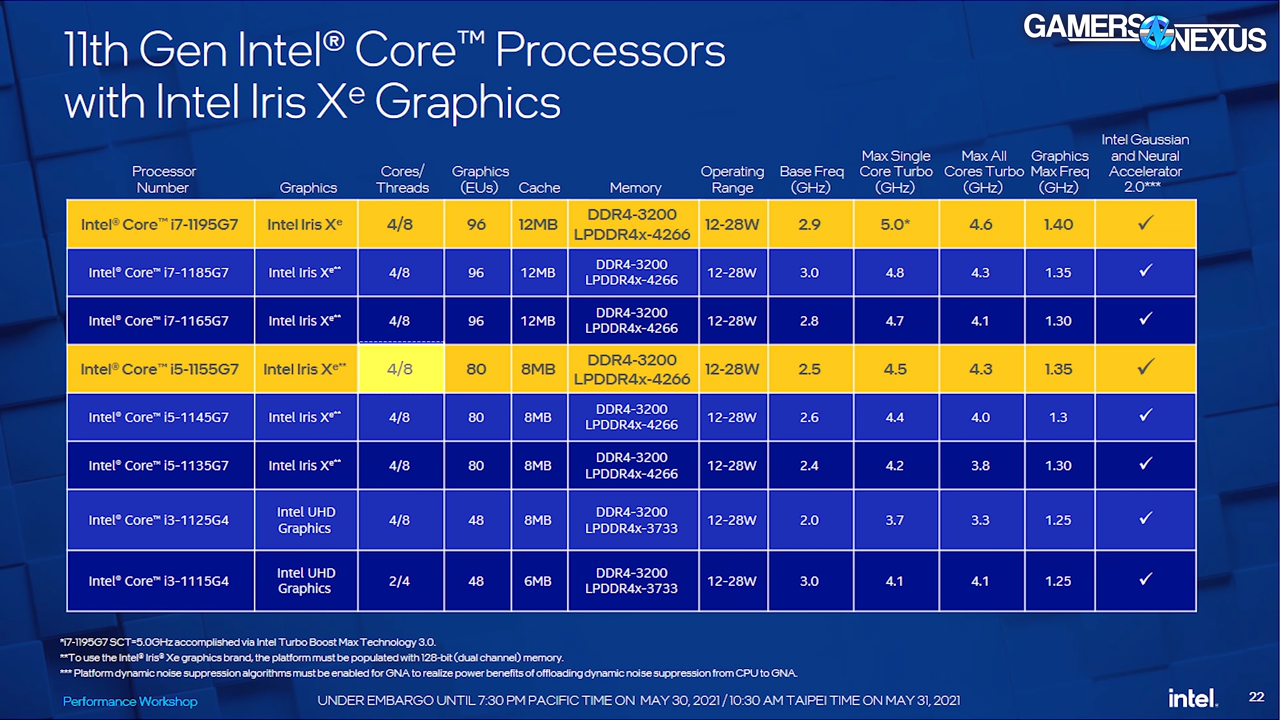 GAMERS NEXUS
11th Gen Intel® Core™ Processors
with Intel Iris Xᵉ Graphics
Processor Number | Graphics | Cores/ Threads | Graphics (EUs) | Cache | Memory | Operating Range | Base Freq (GHz) | Max Single Core Turbo (GHz) | Max All Cores Turbo (GHz) | Graphics Max Freq (GHz) | Intel Gaussian and Neural Accelerator 2.0***
Intel® Core™ i7-1195G7 | Intel Iris Xᵉ | 4/8 | 96 | 12MB | DDR4-3200 LPDDR4x-4266 | 12-28W | 2.9 | 5.0* | 4.6 | 1.40 | ✓
Intel® Core™ i7-1185G7 | Intel Iris Xᵉ** | 4/8 | 96 | 12MB | DDR4-3200 LPDDR4x-4266 | 12-28W | 3.0 | 4.8 | 4.3 | 1.35 | ✓
Intel® Core™ i7-1165G7 | Intel Iris Xᵉ** | 4/8 | 96 | 12MB | DDR4-3200 LPDDR4x-4266 | 12-28W | 2.8 | 4.7 | 4.1 | 1.30 | ✓
Intel® Core™ i5-1155G7 | Intel Iris Xᵉ** | 4/8 | 80 | 8MB | DDR4-3200 LPDDR4x-4266 | 12-28W | 2.5 | 4.5 | 4.3 | 1.35 | ✓
Intel® Core™ i5-1145G7 | Intel Iris Xᵉ** | 4/8 | 80 | 8MB | DDR4-3200 LPDDR4x-4266 | 12-28W | 2.6 | 4.4 | 4.0 | 1.3 | ✓
Intel® Core™ i5-1135G7 | Intel Iris Xᵉ** | 4/8 | 80 | 8MB | DDR4-3200 LPDDR4x-4266 | 12-28W | 2.4 | 4.2 | 3.8 | 1.30 | ✓
Intel® Core™ i3-1125G4 | Intel UHD Graphics | 4/8 | 48 | 8MB | DDR4-3200 LPDDR4x-3733 | 12-28W | 2.0 | 3.7 | 3.3 | 1.25 | ✓
Intel® Core™ i3-1115G4 | Intel UHD Graphics | 2/4 | 48 | 6MB | DDR4-3200 LPDDR4x-3733 | 12-28W | 3.0 | 4.1 | 4.1 | 1.25 | ✓
*i7-1195G7 SCT=5.0GHz accomplished via Intel Turbo Boost Max Technology 3.0.
**To use the Intel® Iris® Xe graphics brand, the platform must be populated with 128-bit (dual channel) memory.
*** Platform dynamic noise suppression algorithms must be enabled for GNA to realize power benefits of offloading dynamic noise suppression from CPU to GNA.
Performance Workshop
UNDER EMBARGO UNTIL 7:30 PM PACIFIC TIME ON MAY 30, 2021 / 10:30 AM TAIPEI TIME ON MAY 31, 2021
intel.
22